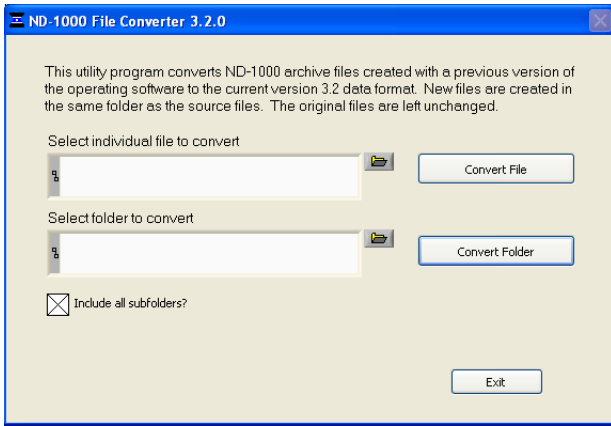 ND-1000 File Converter 3.2.0
This utility program converts ND-1000 archive files created with a previous version of
the operating software to the current version 3.2 data format. New files are created in
the same folder as the source files. The original files are left unchanged.
Select individual file to convert
Convert File
Select folder to convert
Convert Folder
Include all subfolders?
Exit